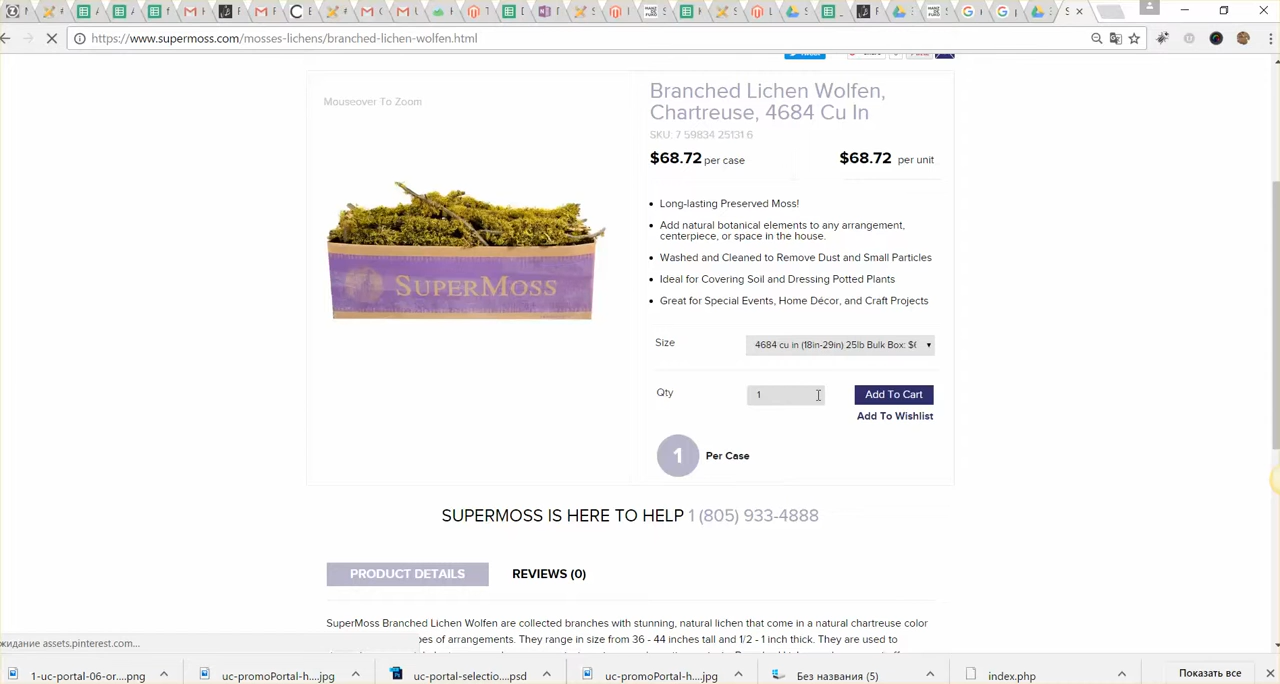 https://www.supermoss.com/mosses-lichens/branched-lichen-wolfen.html
Mouseover To Zoom
Branched Lichen Wolfen,
Chartreuse, 4684 Cu In
SKU: 7 59834 25131 6
$68.72 per case
$68.72 per unit
Long-lasting Preserved Moss!
Add natural botanical elements to any arrangement,
centerpiece, or space in the house.
Washed and Cleaned to Remove Dust and Small Particles
Ideal for Covering Soil and Dressing Potted Plants
Great for Special Events, Home Décor, and Craft Projects
SUPERMOSS
Size
4684 cu in (18in-29in) 25lb Bulk Box: $6
Qty
1
Add To Cart
Add To Wishlist
1 Per Case
SUPERMOSS IS HERE TO HELP 1 (805) 933-4888
PRODUCT DETAILS
REVIEWS (0)
SuperMoss Branched Lichen Wolfen are collected branches with stunning, natural lichen that come in a natural chartreuse color
pes of arrangements. They range in size from 36 - 44 inches tall and 1/2 - 1 inch thick. They are used to
жидание assets.pinterest.com...
1-uc-portal-06-or....png
uc-promoPortal-h....jpg
uc-portal-selectio....psd
uc-promoPortal-h....jpg
Без названия (5)
index.php
Показать все